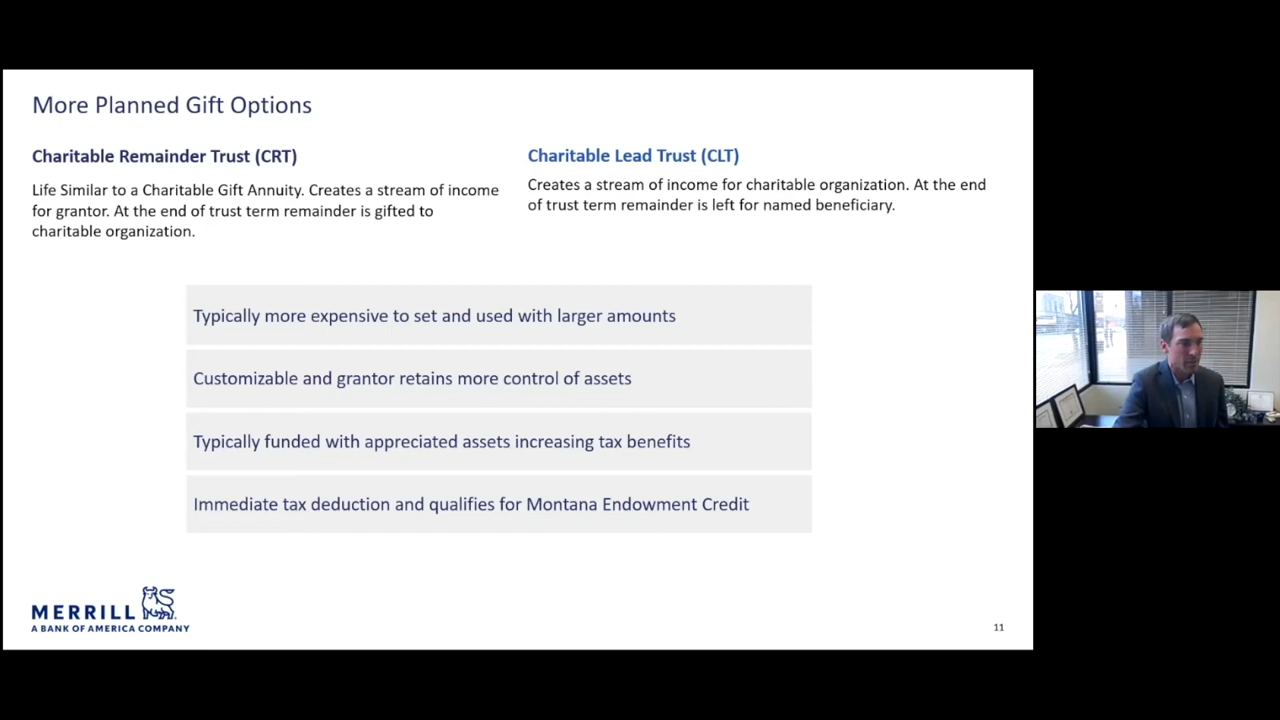 More Planned Gift Options
Charitable Remainder Trust (CRT)
Life Similar to a Charitable Gift Annuity. Creates a stream of income
for grantor. At the end of trust term remainder is gifted to
charitable organization.
Charitable Lead Trust (CLT)
Creates a stream of income for charitable organization. At the end
of trust term remainder is left for named beneficiary.
Typically more expensive to set and used with larger amounts
Customizable and grantor retains more control of assets
Typically funded with appreciated assets increasing tax benefits
Immediate tax deduction and qualifies for Montana Endowment Credit
MERRILL
A BANK OF AMERICA COMPANY
11